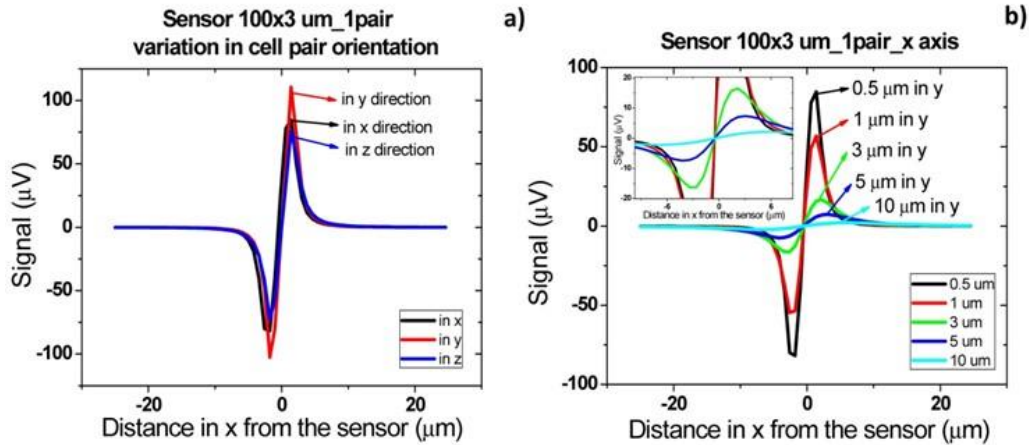 Sensor 100x3 um_1pair
variation in cell pair orientation
a)
100
50
0
-50
-100
Signal (μV)
in y direction
in x direction
in z direction
in x
in y
in z
-20
0
20
Distance in x from the sensor (μm)
b)
Sensor 100x3 um_1pair_x axis
100
50
0
-50
-100
Signal (μV)
20
10
0
-10
-20
Signal (μV)
-6
0
6
Distance in x from the sensor (μm)
0.5 μm in y
1 μm in y
3 μm in y
5 μm in y
10 μm in y
0.5 um
1 um
3 um
5 um
10 um
-20
0
20
Distance in x from the sensor (μm)